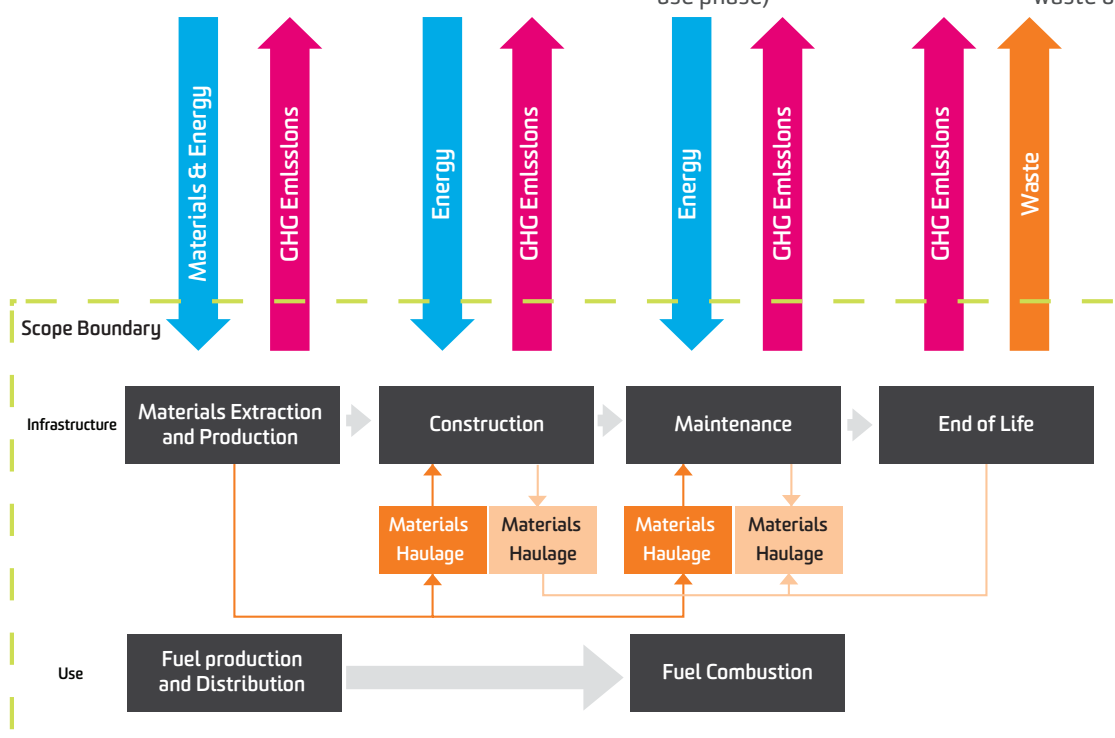 use phase)
Materials & Energy
GHG Emlsslons
Energy
GHG Emlsslons
Energy
GHG Emlsslons
GHG Emlsslons
Waste
Scope Boundary
Infrastructure
Materials Extraction
and Production
Construction
Maintenance
End of Life
Materials
Haulage
Materials
Haulage
Materials
Haulage
Materials
Haulage
Use
Fuel production
and Distribution
Fuel Combustion